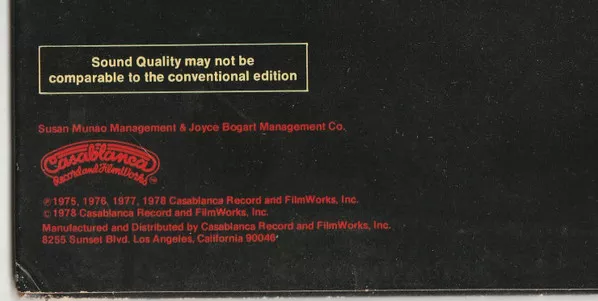 Sound Quality may not be
comparable to the conventional edition
Susan Munao Management & Joyce Bogart Management Co.
Casablanca
Record and FilmWorks™
℗1975, 1976, 1977, 1978 Casablanca Record and FilmWorks, Inc.
©1978 Casablanca Record and FilmWorks, Inc.
Manufactured and Distributed by Casablanca Record and FilmWorks, Inc.
8255 Sunset Blvd. Los Angeles, California 90046